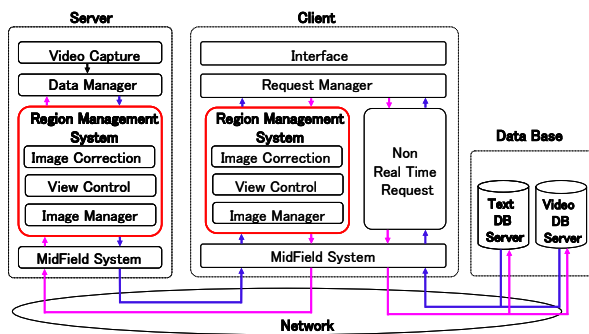 Server
Video Capture
Data Manager
Region Management
System
Image Correction
View Control
Image Manager
MidField System
Client
Interface
Request Manager
Region Management
System
Image Correction
View Control
Image Manager
Non
Real Time
Request
MidField System
Data Base
Text
DB
Server
Video
DB
Server
Network